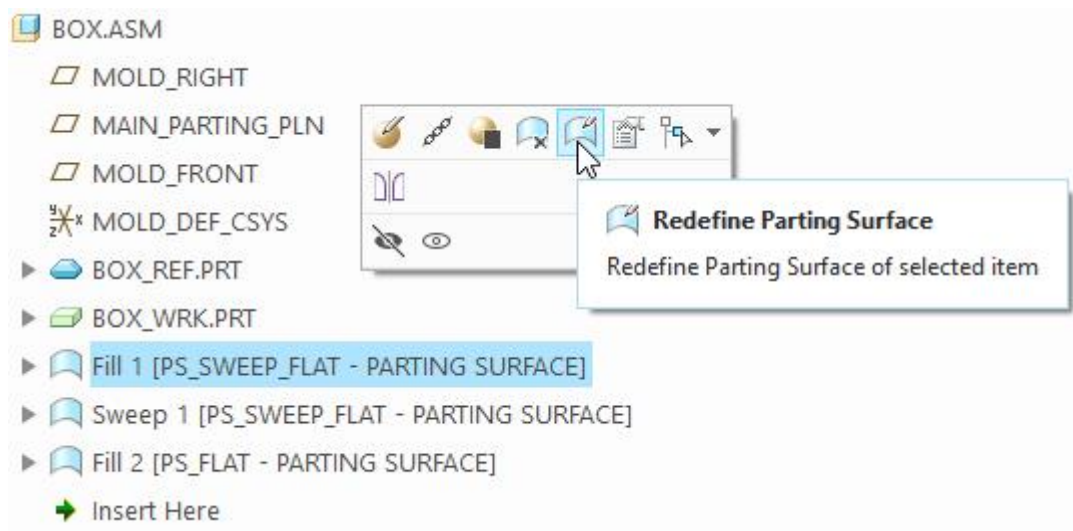 BOX.ASM
MOLD_RIGHT
MAIN_PARTING_PLN
MOLD_FRONT
MOLD_DEF_CSYS
BOX_REF.PRT
BOX_WRK.PRT
Fill 1 [PS_SWEEP_FLAT - PARTING SURFACE]
Sweep 1 [PS_SWEEP_FLAT - PARTING SURFACE]
Fill 2 [PS_FLAT - PARTING SURFACE]
Insert Here
Redefine Parting Surface
Redefine Parting Surface of selected item